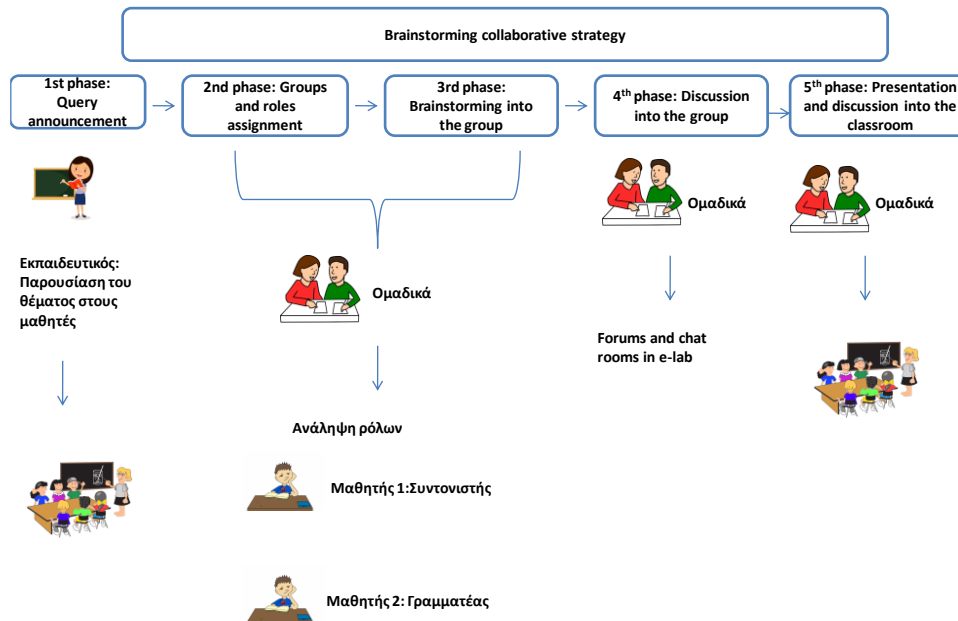 Brainstorming collaborative strategy
1st phase:
Query
announcement
2nd phase: Groups
and roles
assignment
3rd phase:
Brainstorming into
the group
4th phase: Discussion
into the group
5th phase: Presentation
and discussion into the
classroom
Ομαδικά
Ομαδικά
Εκπαιδευτικός:
Παρουσίαση του
θέματος στους
μαθητές
Ομαδικά
Forums and chat
rooms in e-lab
Ανάληψη ρόλων
Μαθητής 1:Συντονιστής
Μαθητής 2: Γραμματέας